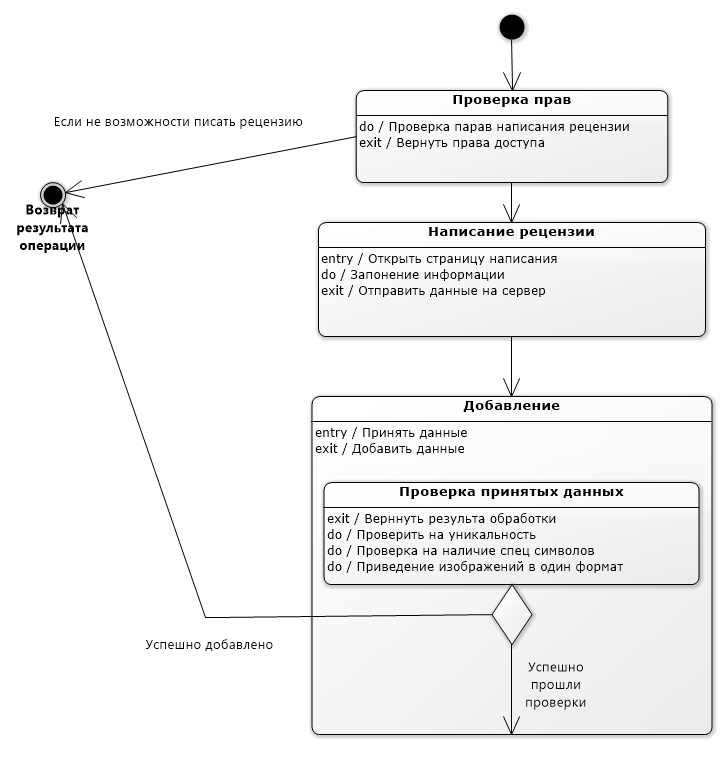 Проверка прав
do / Проверка парав написания рецензии
exit / Вернуть права доступа
Если не возможности писать рецензию
Возврат
результата
операции
Написание рецензии
entry / Открыть страницу написания
do / Запонение информации
exit / Отправить данные на сервер
Добавление
entry / Принять данные
exit / Добавить данные
Проверка принятых данных
exit / Верннуть результа обработки
do / Проверить на уникальность
do / Проверка на наличие спец символов
do / Приведение изображений в один формат
Успешно добавлено
Успешно
прошли
проверки